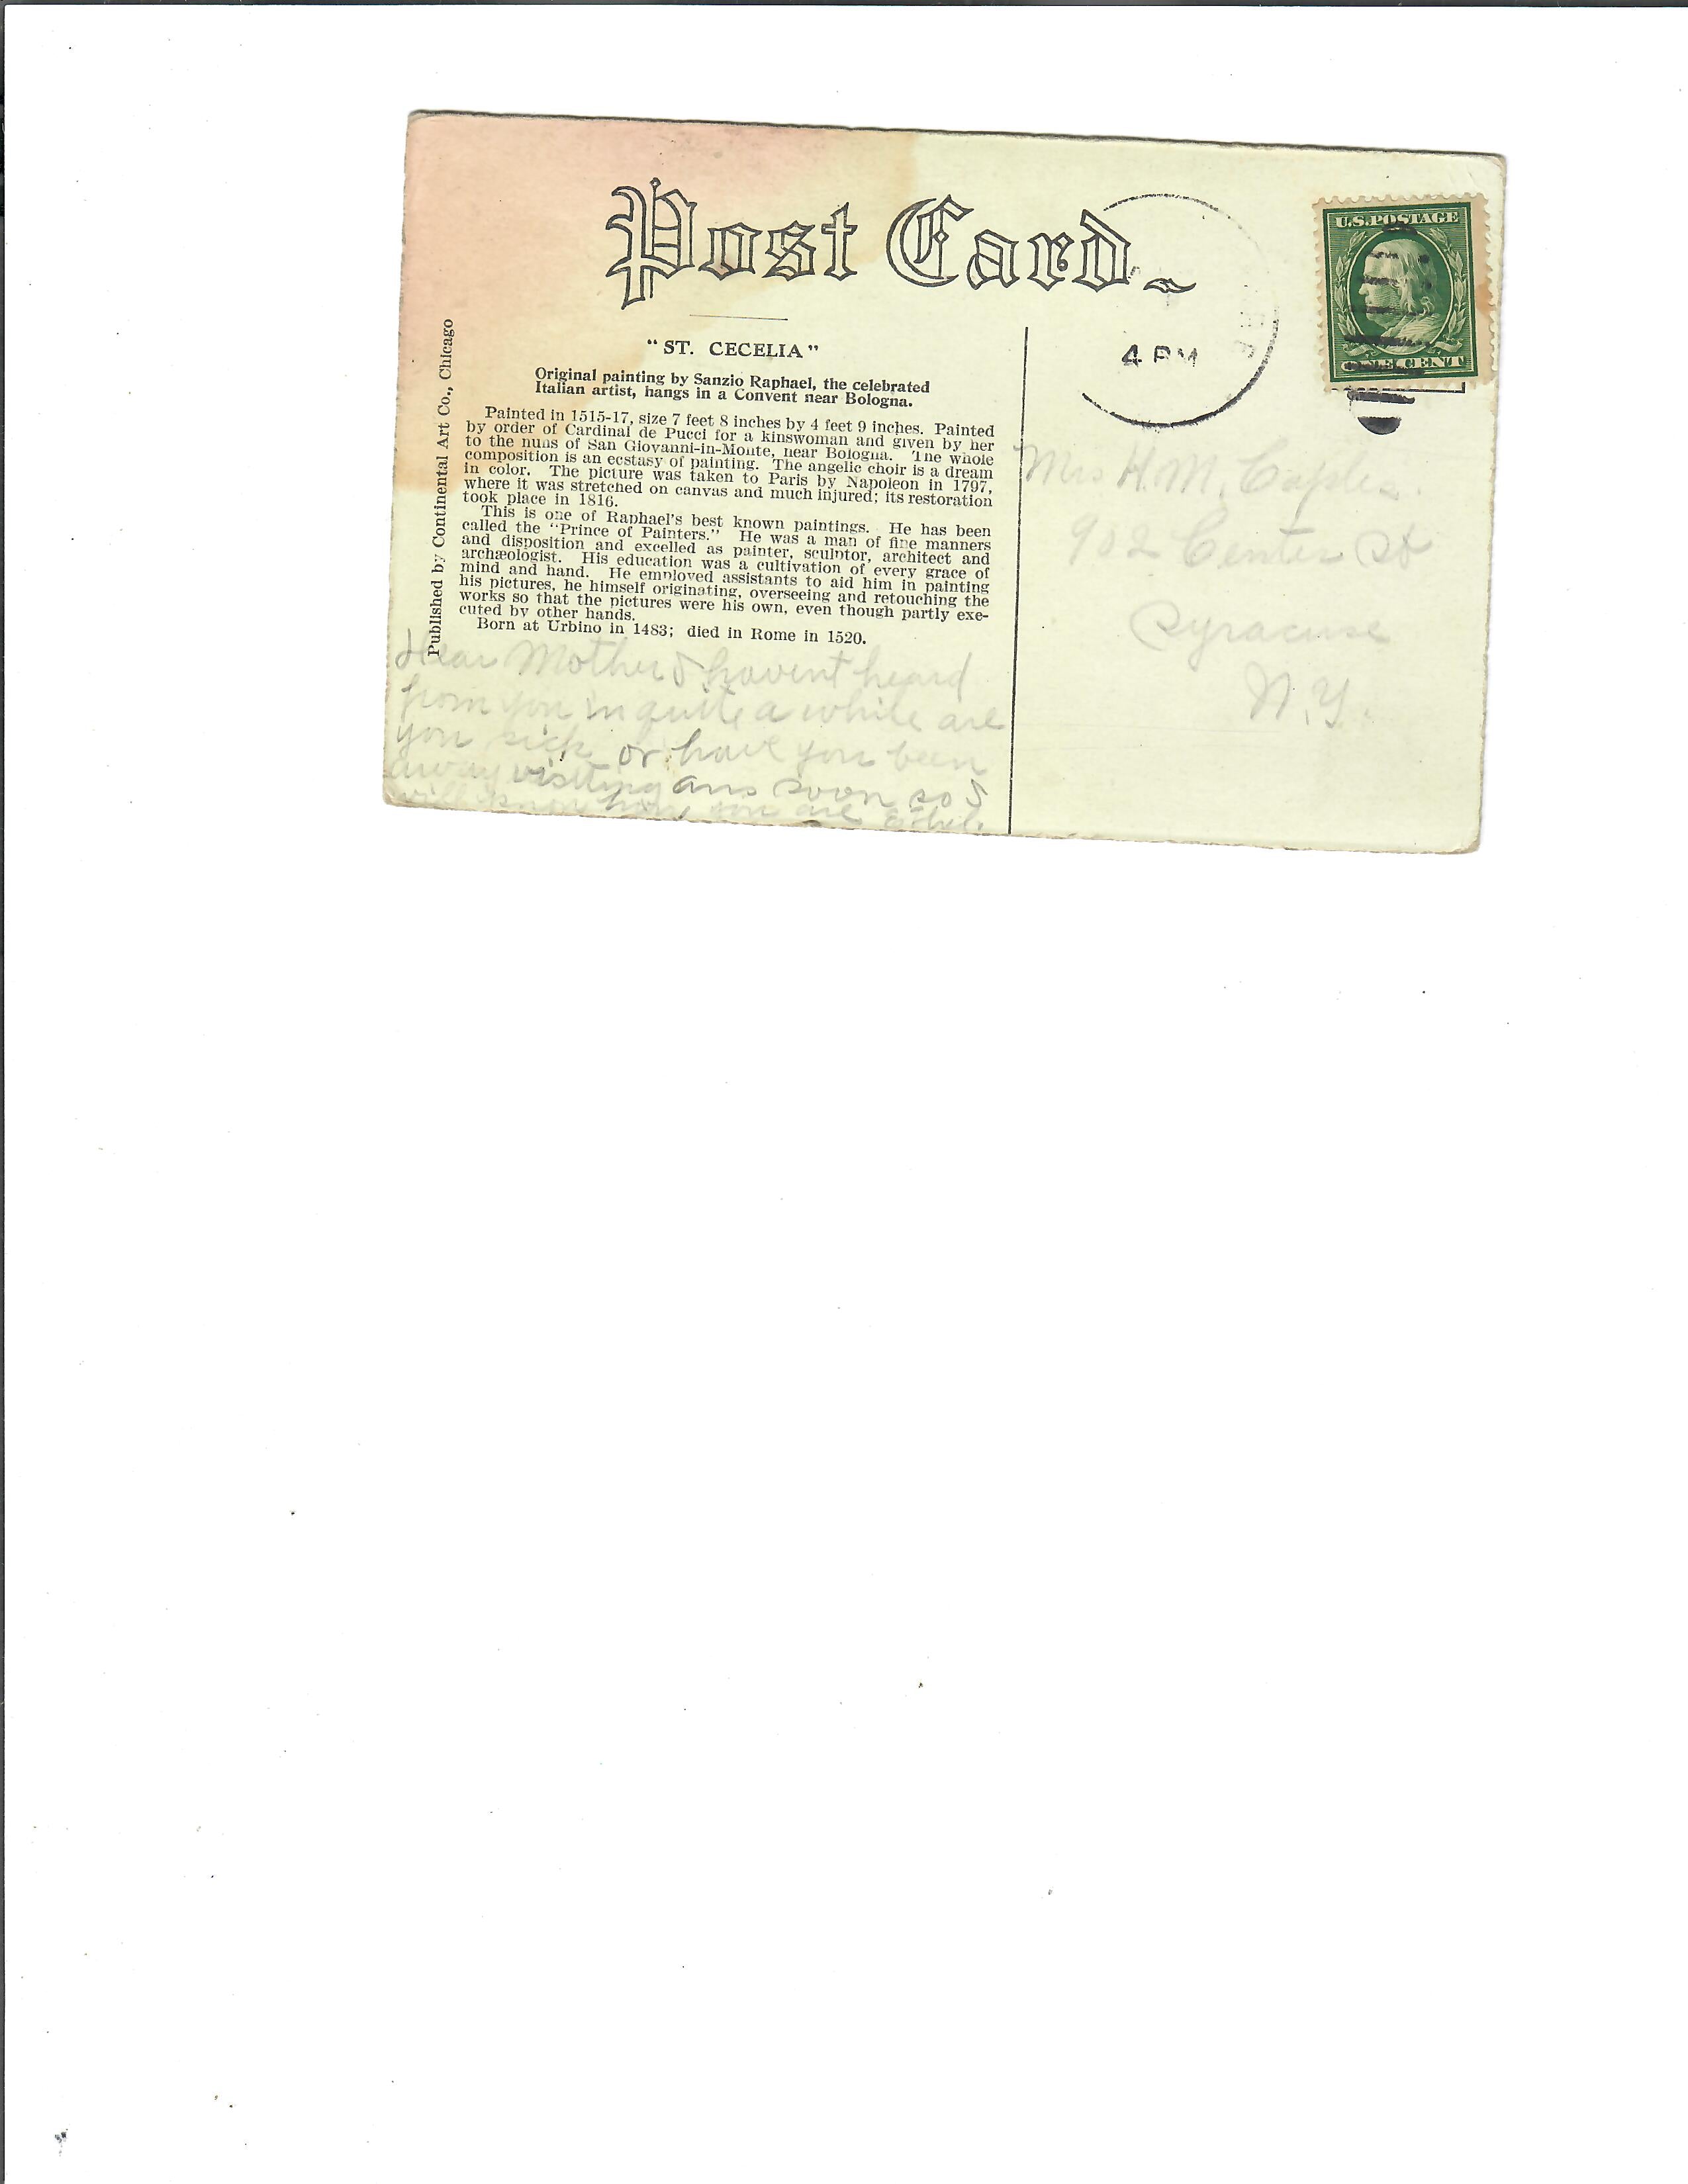 Post Card
U.S. POSTAGE
ONE CENT
4 PM
Published by Continental Art Co., Chicago
"ST. CECELIA"
Original painting by Sanzio Raphael, the celebrated
Italian artist, hangs in a Convent near Bologna.
Painted in 1515-17, size 7 feet 8 inches by 4 feet 9 inches. Painted
by order of Cardinal de Pucci for a kinswoman and given by her
to the nuns of San Giovanni-in-Monte, near Bologna. The whole
composition is an ecstasy of painting. The angelic choir is a dream
in color. The picture was taken to Paris by Napoleon in 1797,
where it was stretched on canvas and much injured; its restoration
took place in 1816.
This is one of Raphael's best known paintings. He has been
called the "Prince of Painters." He was a man of fine manners
and disposition and excelled as painter, sculptor, architect and
archæologist. His education was a cultivation of every grace of
mind and hand. He employed assistants to aid him in painting
his pictures, he himself originating, overseeing and retouching the
works so that the pictures were his own, even though partly exe-
cuted by other hands.
Born at Urbino in 1483; died in Rome in 1520.
Dear Mother I havent heard
from you in quite a while are
you sick or have you been
away visiting ans soon so I
will know how you are Ethel.
Mrs H.M. Caples.
902 Center St
Syracuse
N.Y.